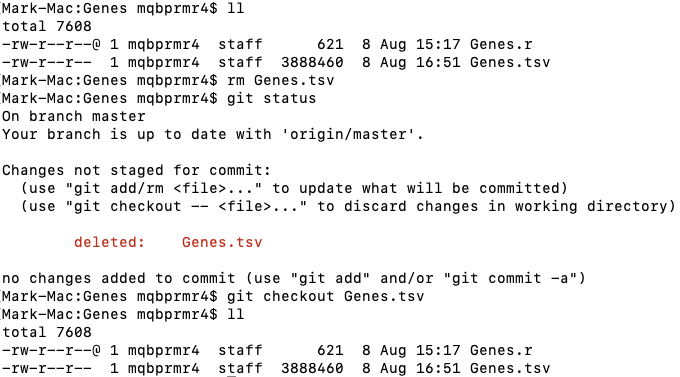 [Mark-Mac:Genes mqbprmr4$ ll
total 7608
-rw-r--r--@ 1 mqbprmr4  staff      621  8 Aug 15:17 Genes.r
-rw-r--r--  1 mqbprmr4  staff  3888460  8 Aug 16:51 Genes.tsv
[Mark-Mac:Genes mqbprmr4$ rm Genes.tsv
[Mark-Mac:Genes mqbprmr4$ git status
On branch master
Your branch is up to date with 'origin/master'.

Changes not staged for commit:
  (use "git add/rm <file>..." to update what will be committed)
  (use "git checkout -- <file>..." to discard changes in working directory)

        deleted:    Genes.tsv

no changes added to commit (use "git add" and/or "git commit -a")
[Mark-Mac:Genes mqbprmr4$ git checkout Genes.tsv
[Mark-Mac:Genes mqbprmr4$ ll
total 7608
-rw-r--r--@ 1 mqbprmr4  staff      621  8 Aug 15:17 Genes.r
-rw-r--r--  1 mqbprmr4  staff  3888460  8 Aug 16:51 Genes.tsv